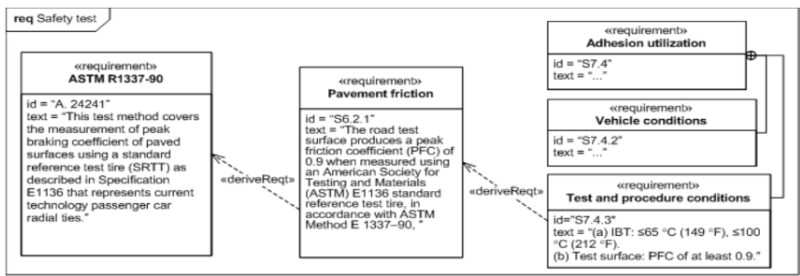 req Safety test
«requirement»
ASTM R1337-90
id = "A. 24241"
text = "This test method covers
the measurement of peak
braking coefficient of paved
surfaces using a standard
reference test tire (SRTT) as
described in Specification
E1136 that represents current
technology passenger car
radial ties."
«deriveReqt»
«requirement»
Pavement friction
id = "S6.2.1"
text = "The road test
surface produces a peak
friction coefficient (PFC) of
0.9 when measured using
an American Society for
Testing and Materials
(ASTM) E1136 standard
reference test tire, in
accordance with ASTM
Method E 1337–90, "
«deriveReqt»
«requirement»
Adhesion utilization
id = "S7.4"
text = "..."
«requirement»
Vehicle conditions
id = "S7.4.2"
text = "..."
«requirement»
Test and procedure conditions
id="S7.4.3"
text = "(a) IBT: ≤65 °C (149 °F), ≤100
°C (212 °F).
(b) Test surface: PFC of at least 0.9."